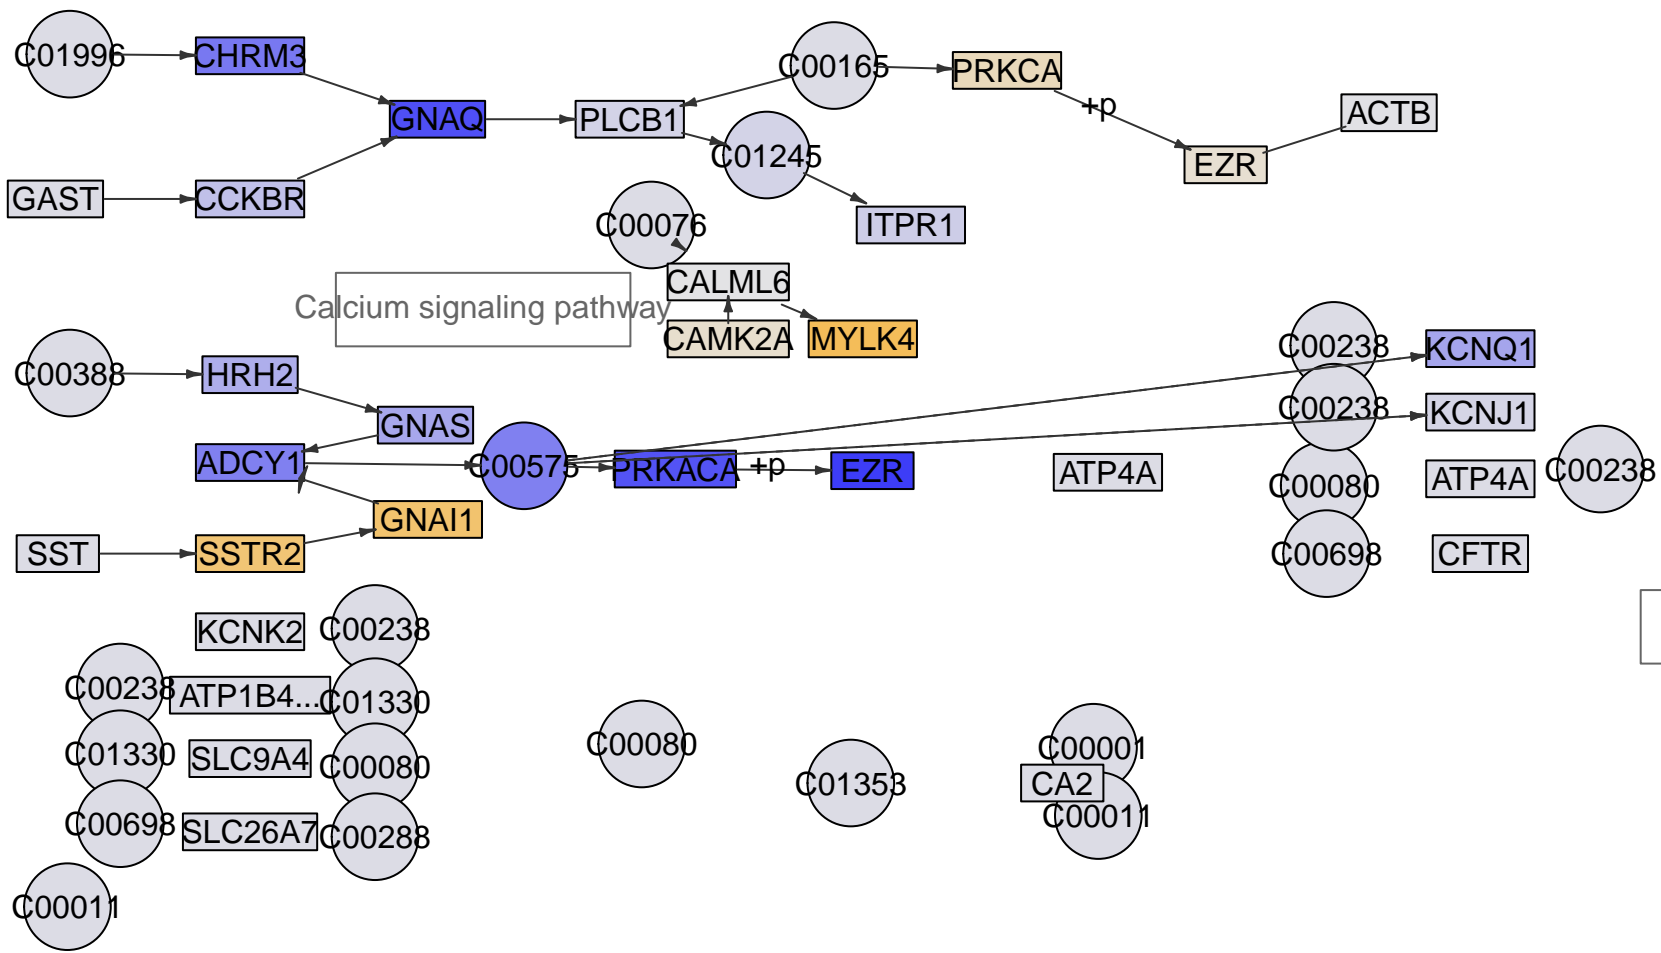 C01996
CHRM3
C00165
PRKCA
+p
ACTB
GNAQ
PLCB1
C01245
EZR
GAST
CCKBR
C00076
ITPR1
CALML6
Calcium signaling pathway
CAMK2A
MYLK4
C00238
KCNQ1
C00388
HRH2
C00238
KCNJ1
GNAS
ADCY1
C00575
PRKACA
+p
EZR
ATP4A
C00080
ATP4A
C00238
GNAI1
SST
SSTR2
C00698
CFTR
KCNK2
C00238
C00238
ATP1B4...
C01330
C01330
SLC9A4
C00080
C00080
C01353
C00001
CA2
C00011
C00698
SLC26A7
C00288
C00011